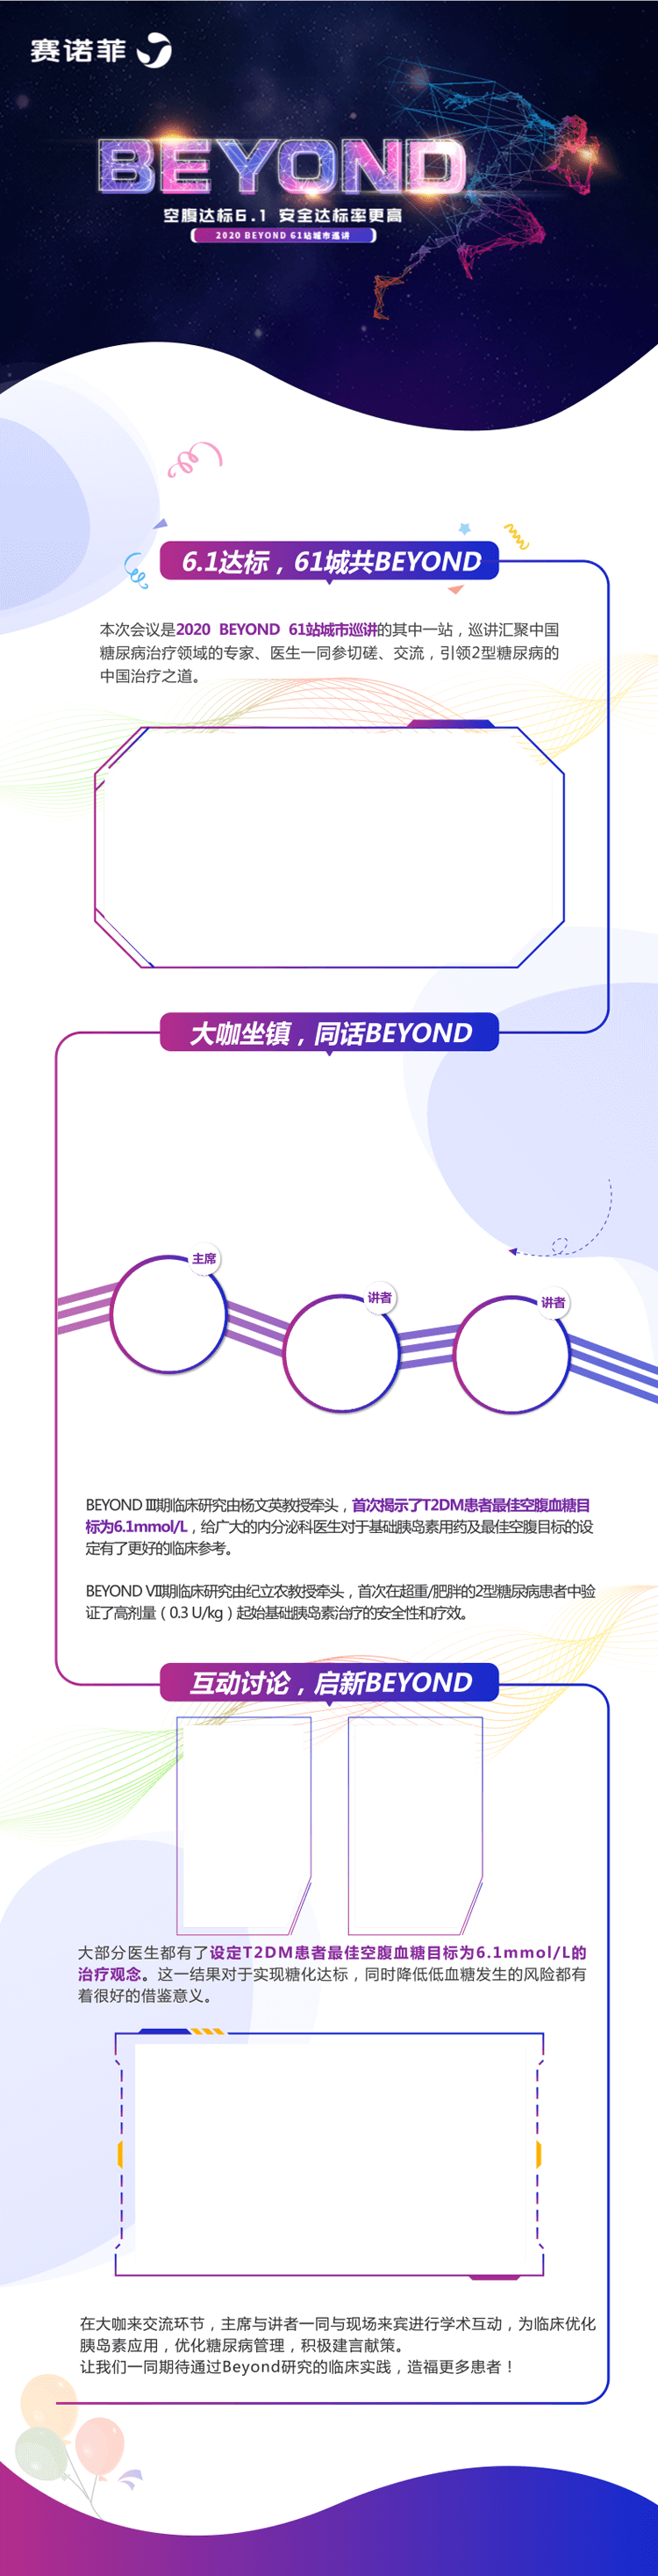 赛诺菲
BEYOND
空腹达标6.1 安全达标率更高
2020 BEYOND 61站城市巡讲
6.1达标，61城共BEYOND
本次会议是2020 BEYOND 61站城市巡讲的其中一站，巡讲汇聚中国
糖尿病治疗领域的专家、医生一同参切磋、交流，引领2型糖尿病的
中国治疗之道。
大咖坐镇，同话BEYOND
主席
讲者
讲者
BEYOND III期临床研究由杨文英教授牵头，首次揭示了T2DM患者最佳空腹血糖目
标为6.1mmol/L，给广大的内分泌科医生对于基础胰岛素用药及最佳空腹目标的设
定有了更好的临床参考。
BEYOND VII期临床研究由纪立农教授牵头，首次在超重/肥胖的2型糖尿病患者中验
证了高剂量（0.3 U/kg）起始基础胰岛素治疗的安全性和疗效。
互动讨论，启新BEYOND
大部分医生都有了设定T2DM患者最佳空腹血糖目标为6.1mmol/L的
治疗观念。这一结果对于实现糖化达标，同时降低低血糖发生的风险都有
着很好的借鉴意义。
在大咖来交流环节，主席与讲者一同与现场来宾进行学术互动，为临床优化
胰岛素应用，优化糖尿病管理，积极建言献策。
让我们一同期待通过Beyond研究的临床实践，造福更多患者！